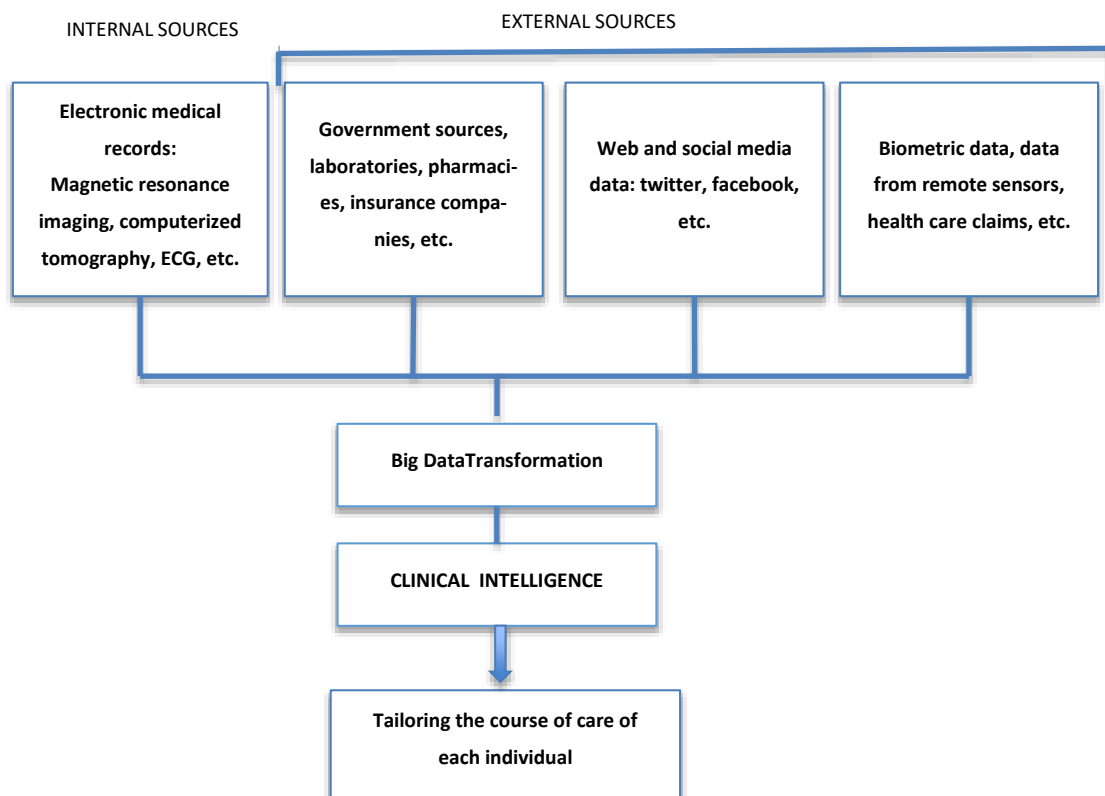 INTERNAL SOURCES
EXTERNAL SOURCES
Electronic medical
records:
Magnetic resonance
imaging, computerized
tomography, ECG, etc.
Government sources,
laboratories, pharmaci-
es, insurance compa-
nies, etc.
Web and social media
data: twitter, facebook,
etc.
Biometric data, data
from remote sensors,
health care claims, etc.
Big DataTransformation
CLINICAL INTELLIGENCE
Tailoring the course of care of
each individual